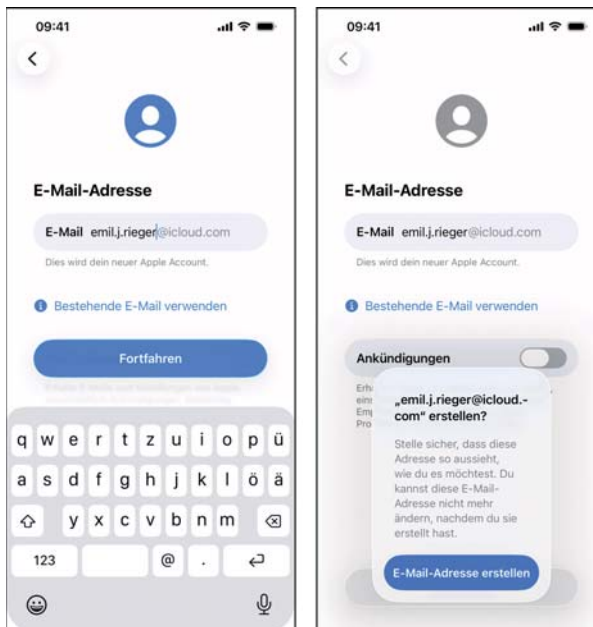 09:41
E-Mail-Adresse
E-Mail emil.j.rieger@icloud.com
Dies wird dein neuer Apple Account.
Bestehende E-Mail verwenden
Fortfahren
q w e r t z u i o p ü
a s d f g h j k l ö ä
y x c v b n m
123 @ .
09:41
E-Mail-Adresse
E-Mail emil.j.rieger@icloud.com
Dies wird dein neuer Apple Account.
Bestehende E-Mail verwenden
Ankündigungen
„emil.j.rieger@icloud.-
com“ erstellen?
Stelle sicher, dass diese
Adresse so aussieht,
wie du es möchtest. Du
kannst diese E-Mail-
Adresse nicht mehr
ändern, nachdem du sie
erstellt hast.
E-Mail-Adresse erstellen